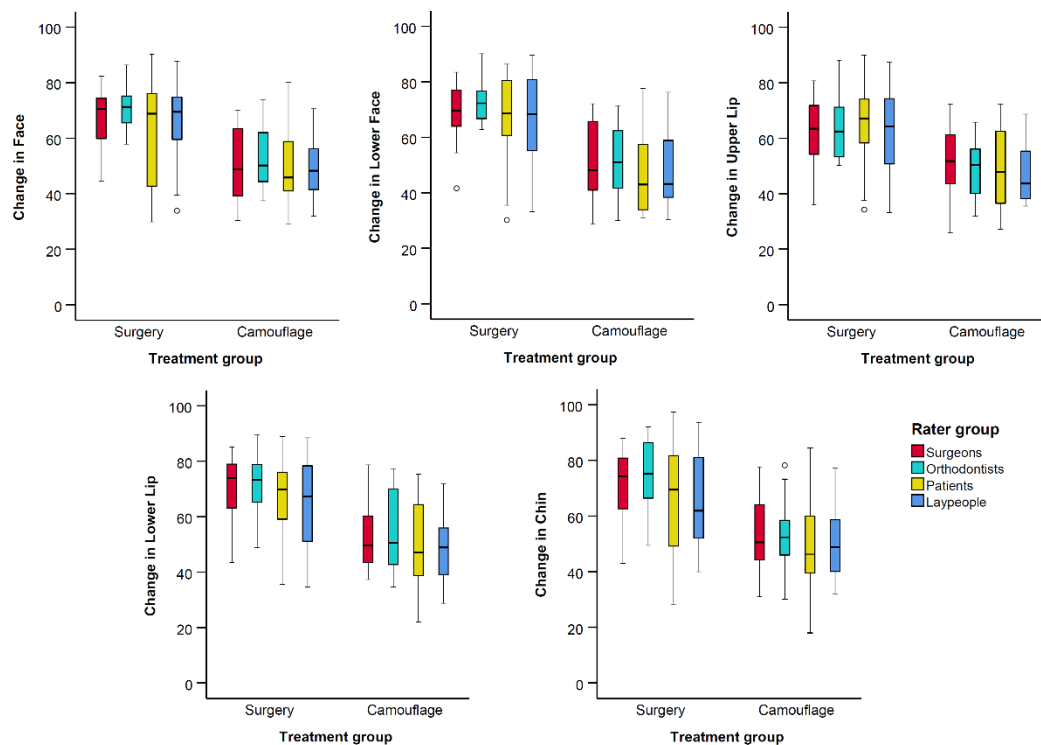 Change in Face
100
80
60
40
20
0
Surgery
Camouflage
Treatment group
Change in Lower Face
100
80
60
40
20
0
Surgery
Camouflage
Treatment group
Change in Upper Lip
100
80
60
40
20
0
Surgery
Camouflage
Treatment group
Change in Lower Lip
100
80
60
40
20
0
Surgery
Camouflage
Treatment group
Change in Chin
100
80
60
40
20
0
Surgery
Camouflage
Treatment group
Rater group
Surgeons
Orthodontists
Patients
Laypeople